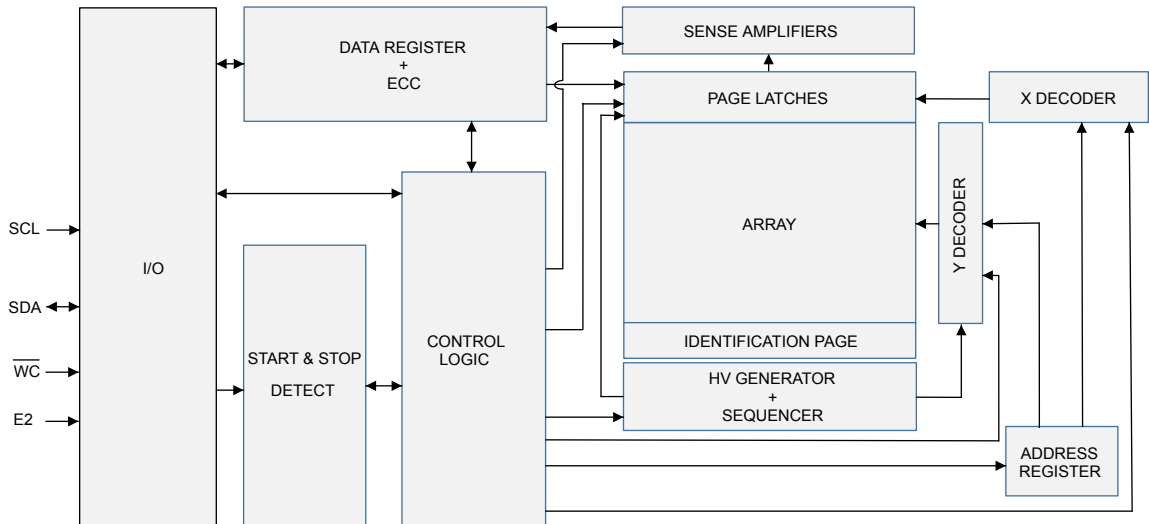 DATA REGISTER
+
ECC
SENSE AMPLIFIERS
PAGE LATCHES
X DECODER
ARRAY
Y DECODER
IDENTIFICATION PAGE
HV GENERATOR
+
SEQUENCER
ADDRESS
REGISTER
SCL
SDA
W̅C̅
E2
I/O
START & STOP
DETECT
CONTROL
LOGIC